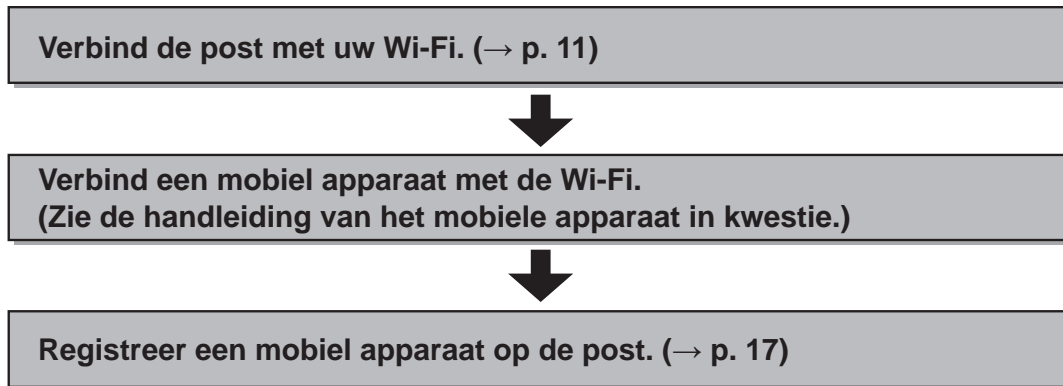 Verbind de post met uw Wi-Fi. (→ p. 11)
Verbind een mobiel apparaat met de Wi-Fi.
(Zie de handleiding van het mobiele apparaat in kwestie.)
Registreer een mobiel apparaat op de post. (→ p. 17)